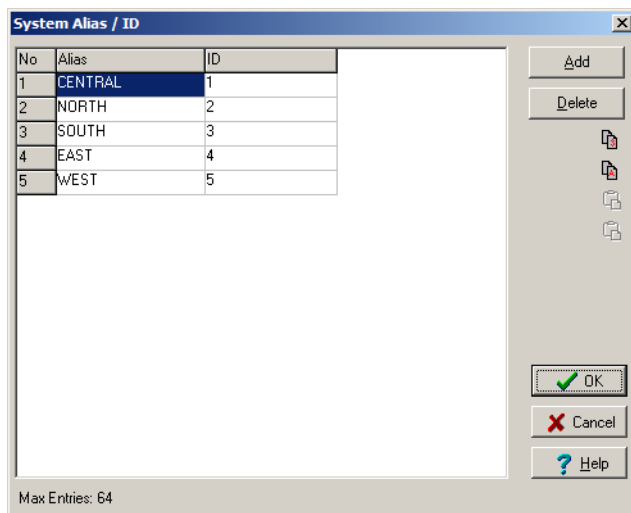 System Alias / ID
No Alias ID
1 CENTRAL 1
2 NORTH 2
3 SOUTH 3
4 EAST 4
5 WEST 5
Add
Delete
OK
Cancel
Help
Max Entries: 64